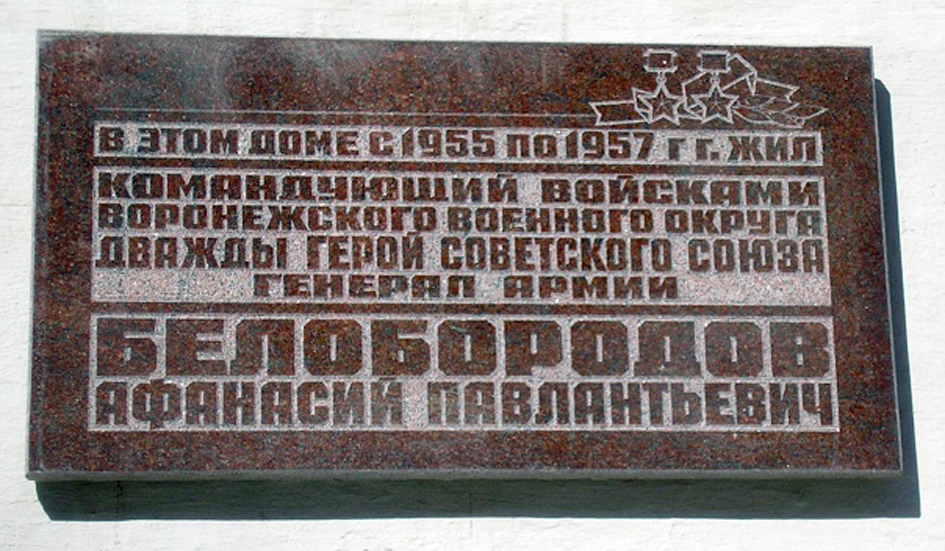 В ЭТОМ ДОМЕ С 1955 ПО 1957 Г Г. ЖИЛ
КОМАНДУЮЩИЙ ВОЙСКАМИ
ВОРОНЕЖСКОГО ВОЕННОГО ОКРУГА
ДВАЖДЫ ГЕРОЙ СОВЕТСКОГО СОЮЗА
ГЕНЕРАЛ АРМИИ
БЕЛОБОРОДОВ
АФАНАСИЙ ПАВЛАНТЬЕВИЧ